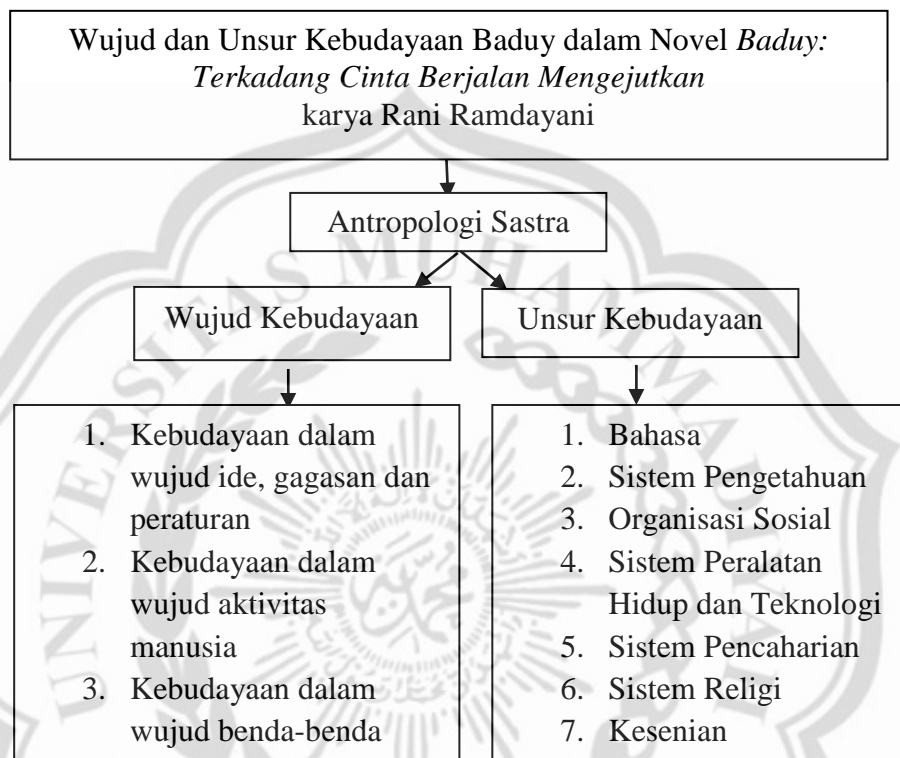 Wujud dan Unsur Kebudayaan Baduy dalam Novel Baduy:
Terkadang Cinta Berjalan Mengejutkan
karya Rani Ramdayani
Antropologi Sastra
Wujud Kebudayaan
Unsur Kebudayaan
1. Kebudayaan dalam
wujud ide, gagasan dan
peraturan
2. Kebudayaan dalam
wujud aktivitas
manusia
3. Kebudayaan dalam
wujud benda-benda
1. Bahasa
2. Sistem Pengetahuan
3. Organisasi Sosial
4. Sistem Peralatan
Hidup dan Teknologi
5. Sistem Pencaharian
6. Sistem Religi
7. Kesenian
UNIVERSITAS MUHAMMADIYAH